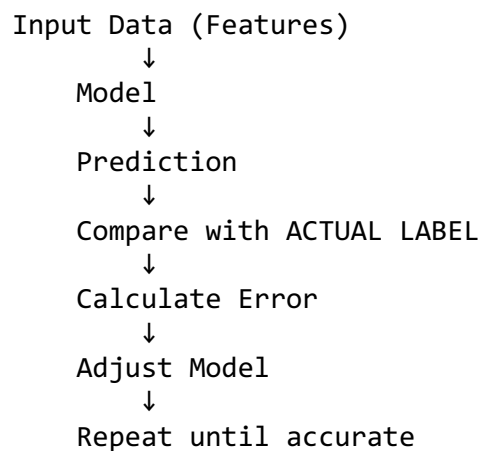 Input Data (Features)
↓
Model
↓
Prediction
↓
Compare with ACTUAL LABEL
↓
Calculate Error
↓
Adjust Model
↓
Repeat until accurate